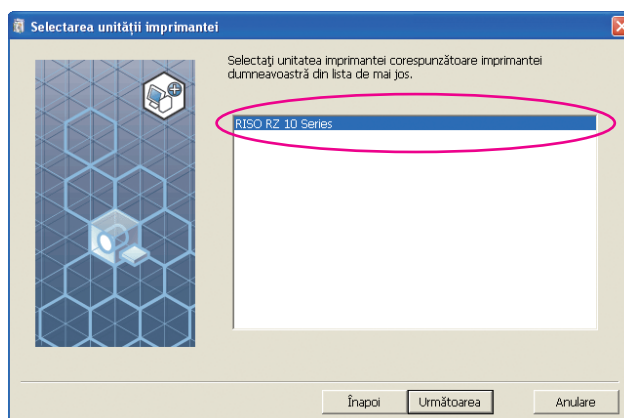 Selectarea unității imprimantei
Selectaţi unitatea imprimantei corespunzătoare imprimantei
dumneavoastră din lista de mai jos.
RISO RZ 10 Series
Înapoi
Următoarea
Anulare